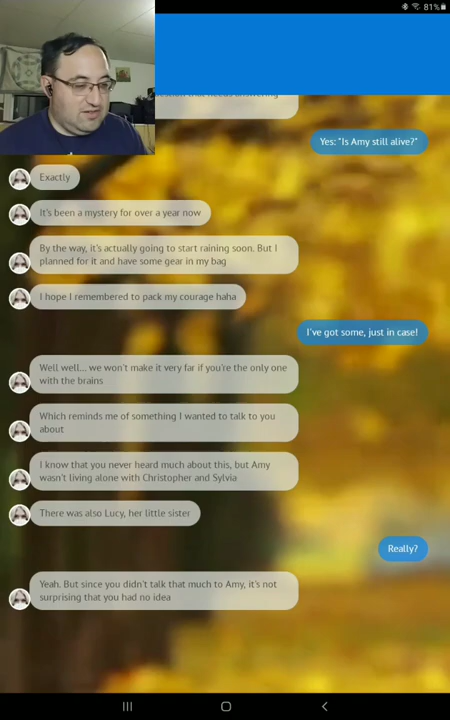 81%
Yes: "Is Amy still alive?"
Exactly
It's been a mystery for over a year now
By the way, it's actually going to start raining soon. But I
planned for it and have some gear in my bag
I hope I remembered to pack my courage haha
I've got some, just in case!
Well well... we won't make it very far if you're the only one
with the brains
Which reminds me of something I wanted to talk to you
about
I know that you never heard much about this, but Amy
wasn't living alone with Christopher and Sylvia
There was also Lucy, her little sister
Really?
Yeah. But since you didn't talk that much to Amy, it's not
surprising that you had no idea